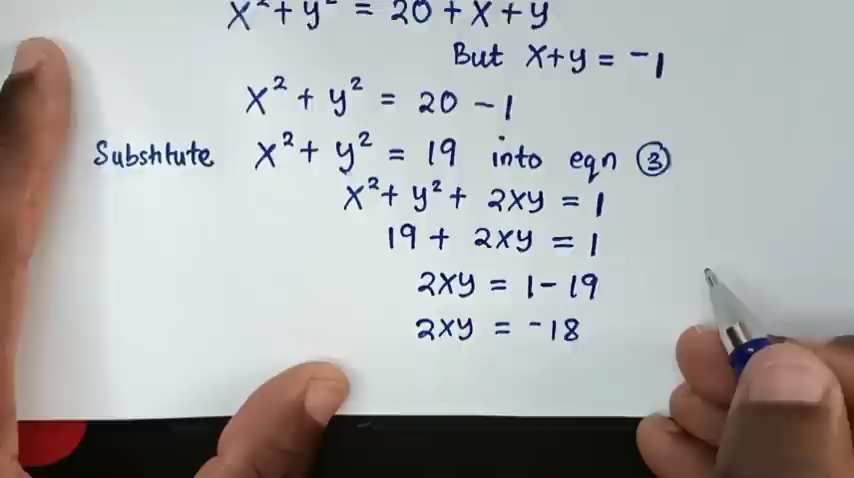 x² + y² = 20 + x + y
But x+y = -1
x² + y² = 20 - 1
Substitute x² + y² = 19 into eqn ③
x² + y² + 2xy = 1
19 + 2xy = 1
2xy = 1 - 19
2xy = -18